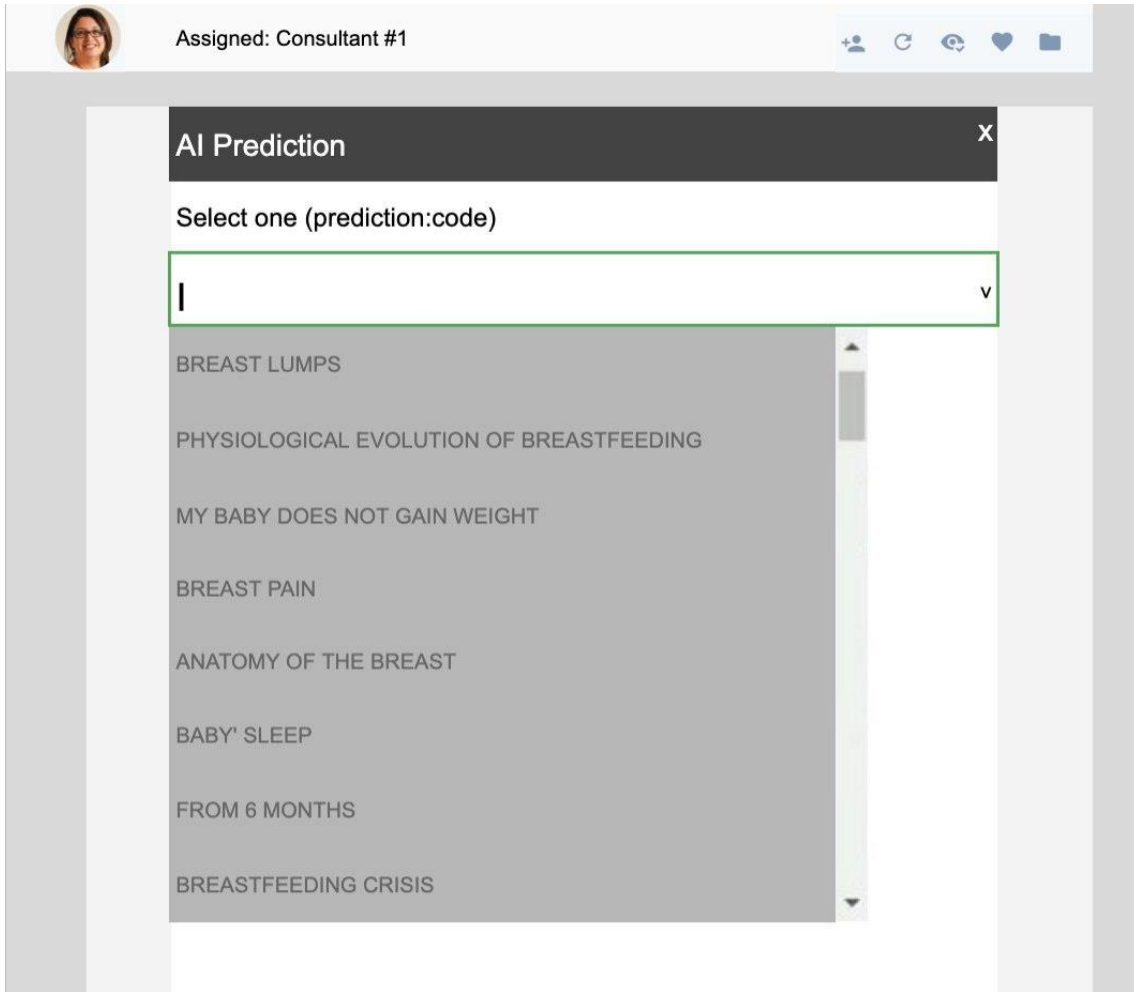 Assigned: Consultant #1
AI Prediction
X
Select one (prediction:code)
v
BREAST LUMPS
PHYSIOLOGICAL EVOLUTION OF BREASTFEEDING
MY BABY DOES NOT GAIN WEIGHT
BREAST PAIN
ANATOMY OF THE BREAST
BABY' SLEEP
FROM 6 MONTHS
BREASTFEEDING CRISIS